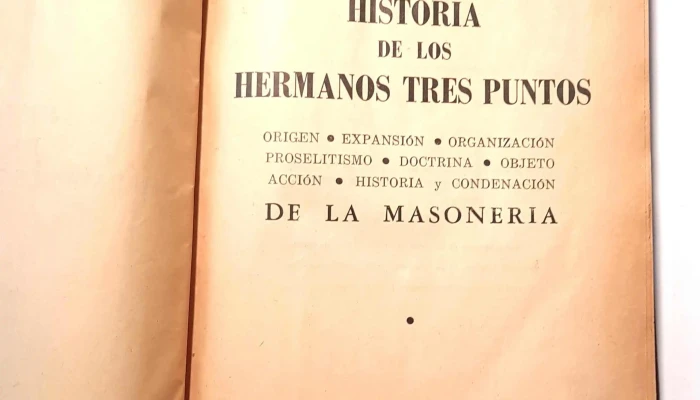 HISTORIA
DE LOS
HERMANOS TRES PUNTOS
ORIGEN • EXPANSIÓN • ORGANIZACIÓN
PROSELITISMO • DOCTRINA • OBJETO
ACCIÓN • HISTORIA y CONDENACIÓN
DE LA MASONERIA